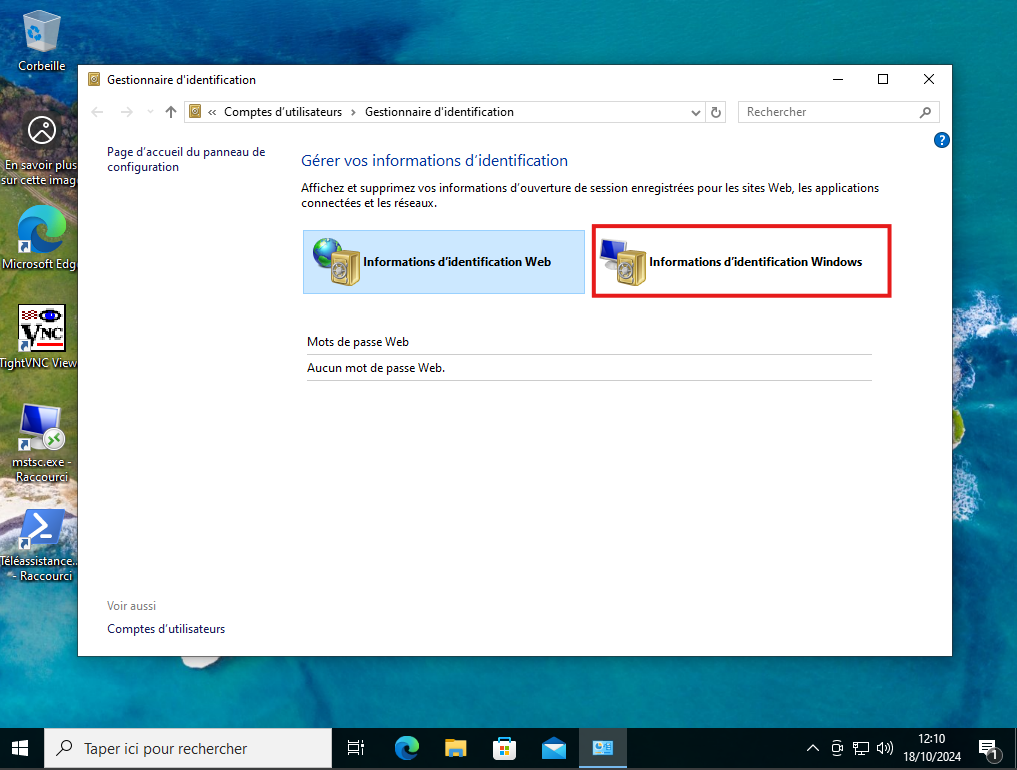 Corbeille
En savoir plus
sur cette imag
Microsoft Edg
VNC
TightVNC View
mstsc.exe -
Raccourci
Téléassistance...
- Raccourci
Gestionnaire d'identification
« Comptes d'utilisateurs > Gestionnaire d'identification
Rechercher
?
Page d'accueil du panneau de
configuration
Gérer vos informations d'identification
Affichez et supprimez vos informations d'ouverture de session enregistrées pour les sites Web, les applications
connectées et les réseaux.
Informations d'identification Web
Informations d'identification Windows
Mots de passe Web
Aucun mot de passe Web.
Voir aussi
Comptes d'utilisateurs
Taper ici pour rechercher
12:10
18/10/2024
1